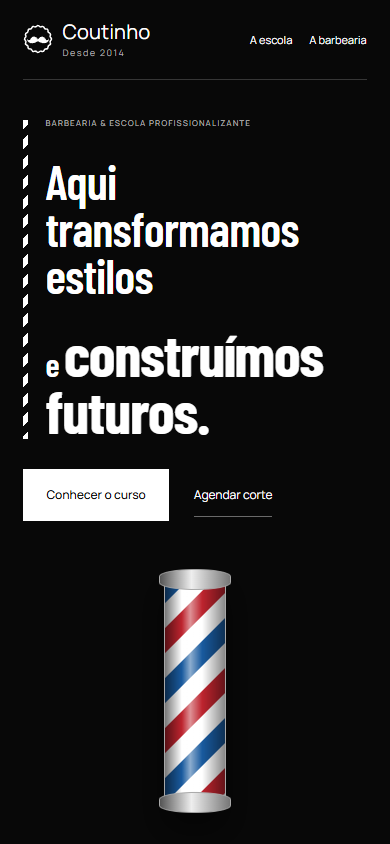 Coutinho
Desde 2014
A escola A barbearia
BARBEARIA & ESCOLA PROFISSIONALIZANTE
Aqui
transformamos
estilos
e construímos
futuros.
Conhecer o curso Agendar corte